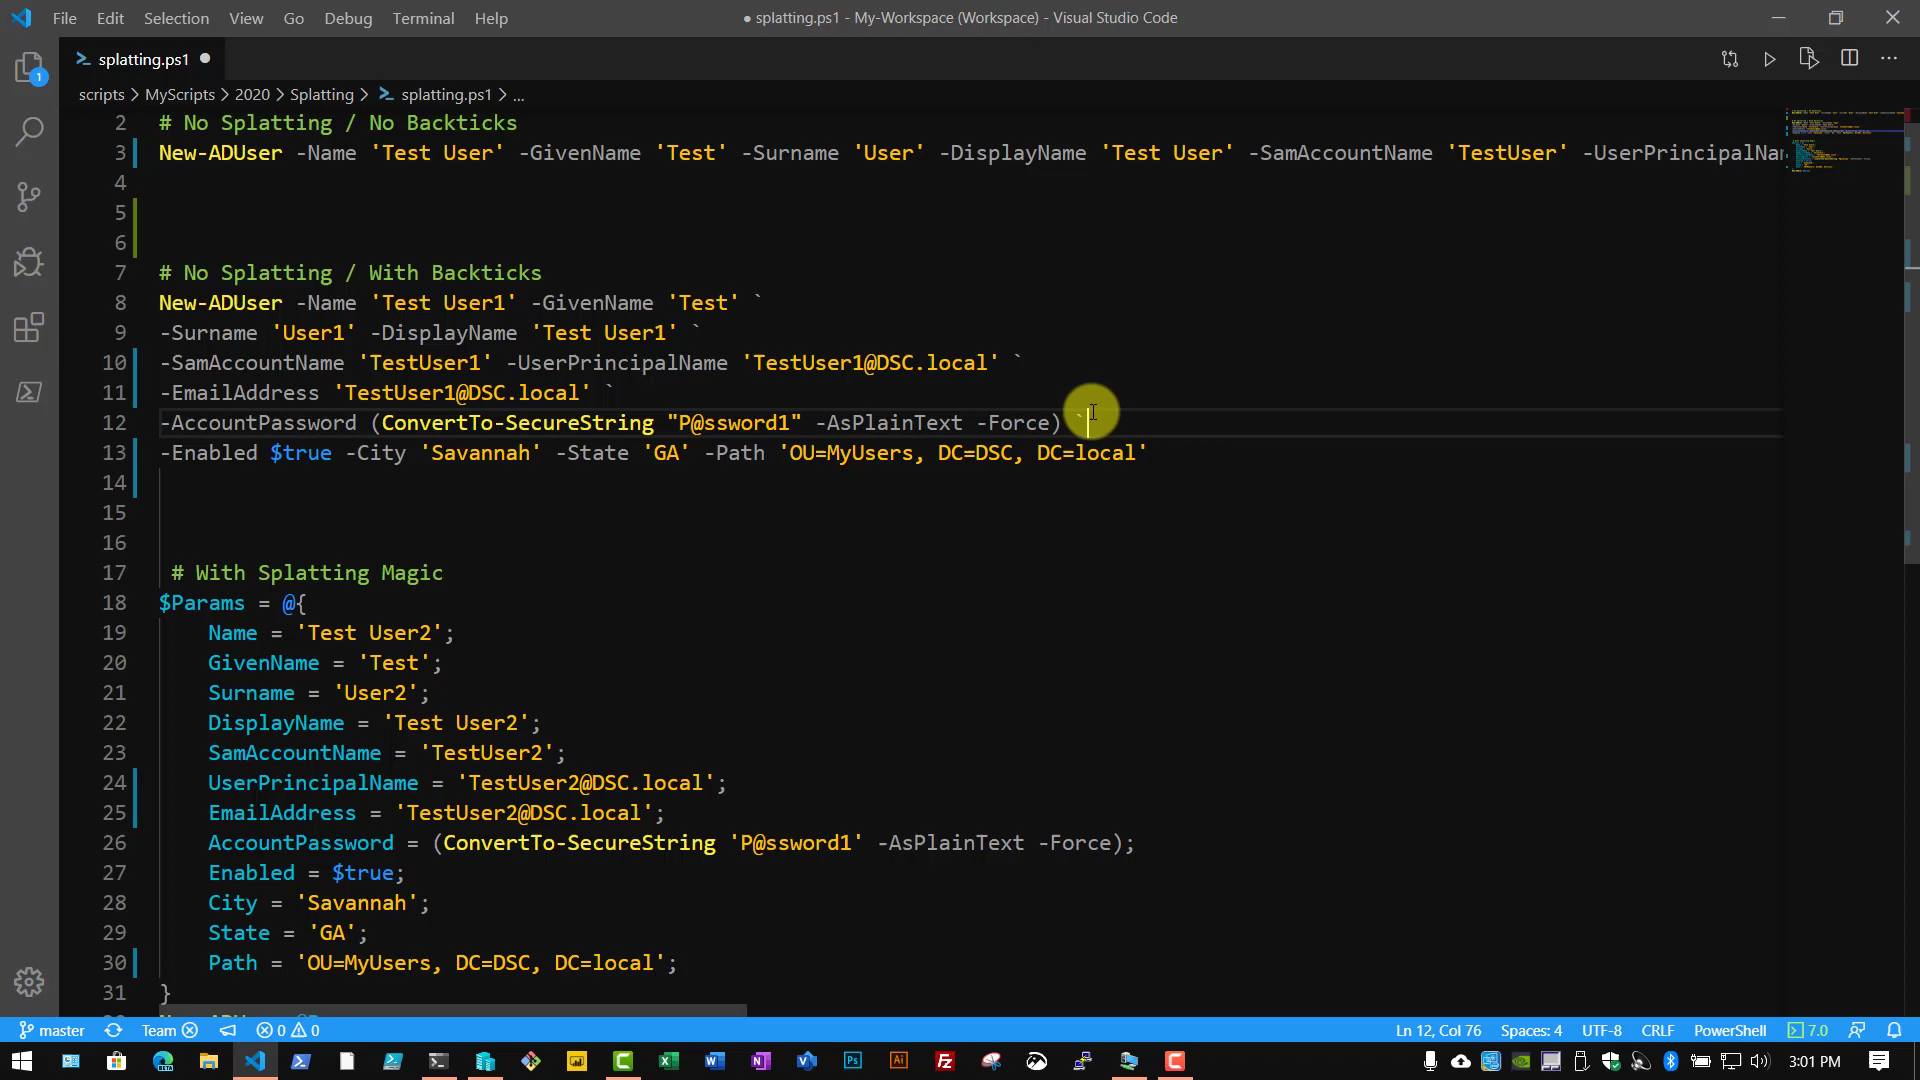 File Edit Selection View Go Debug Terminal Help
● splatting.ps1 - My-Workspace (Workspace) - Visual Studio Code
splatting.ps1 ●
1
scripts > MyScripts > 2020 > Splatting > splatting.ps1 > ...
2 # No Splatting / No Backticks
3 New-ADUser -Name 'Test User' -GivenName 'Test' -Surname 'User' -DisplayName 'Test User' -SamAccountName 'TestUser' -UserPrincipalNam
4
5
6
7 # No Splatting / With Backticks
8 New-ADUser -Name 'Test User1' -GivenName 'Test' `
9 -Surname 'User1' -DisplayName 'Test User1' `
10 -SamAccountName 'TestUser1' -UserPrincipalName 'TestUser1@DSC.local' `
11 -EmailAddress 'TestUser1@DSC.local' `
12 -AccountPassword (ConvertTo-SecureString "P@ssword1" -AsPlainText -Force) `
13 -Enabled $true -City 'Savannah' -State 'GA' -Path 'OU=MyUsers, DC=DSC, DC=local'
14
15
16
17 # With Splatting Magic
18 $Params = @{
19 Name = 'Test User2';
20 GivenName = 'Test';
21 Surname = 'User2';
22 DisplayName = 'Test User2';
23 SamAccountName = 'TestUser2';
24 UserPrincipalName = 'TestUser2@DSC.local';
25 EmailAddress = 'TestUser2@DSC.local';
26 AccountPassword = (ConvertTo-SecureString 'P@ssword1' -AsPlainText -Force);
27 Enabled = $true;
28 City = 'Savannah';
29 State = 'GA';
30 Path = 'OU=MyUsers, DC=DSC, DC=local';
31 }
master Team 0 0 Ln 12, Col 76 Spaces: 4 UTF-8 CRLF PowerShell 7.0
3:01 PM